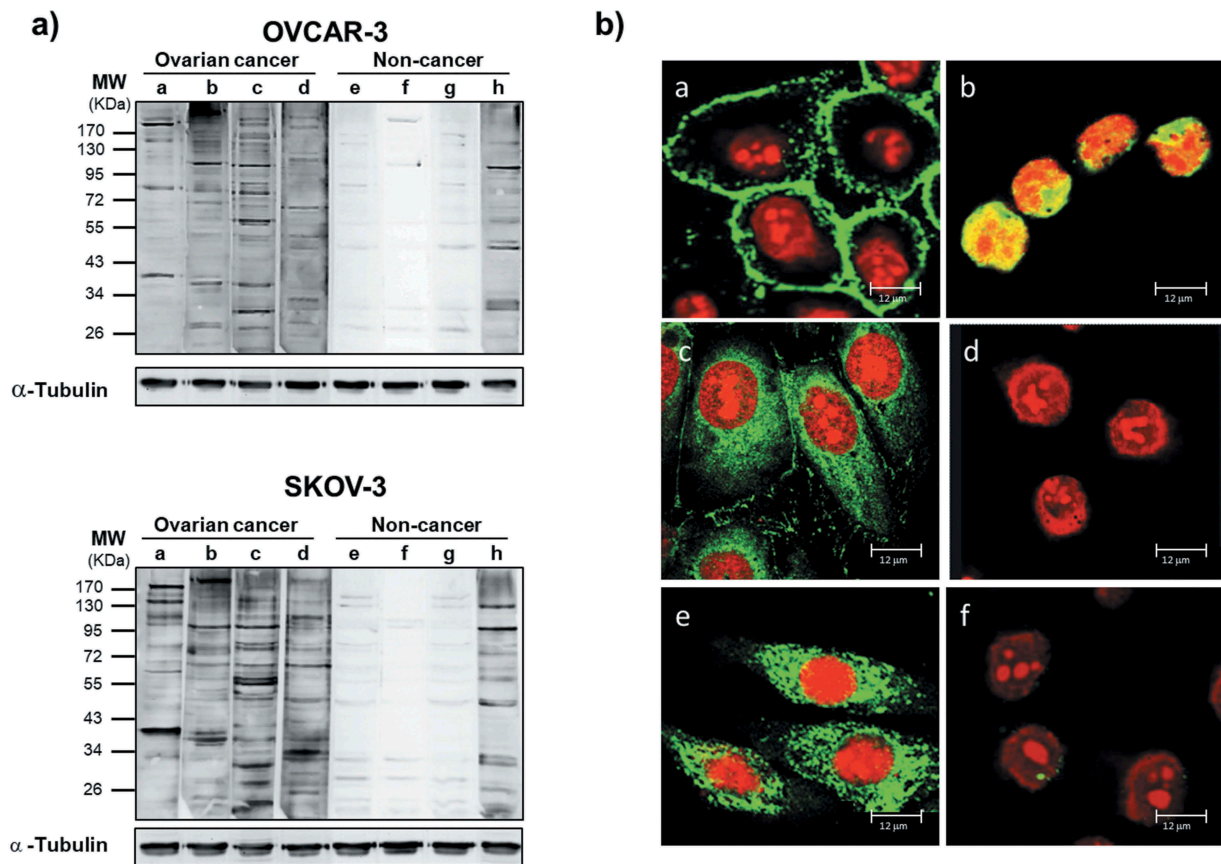 a)
OVCAR-3
Ovarian cancer Non-cancer
MW
(KDa)
a b c d e f g h
170
130
95
72
55
43
34
26
α-Tubulin
SKOV-3
Ovarian cancer Non-cancer
MW
(KDa)
a b c d e f g h
170
130
95
72
55
43
34
26
α-Tubulin
b)
a
12 µm
b
12 µm
c
12 µm
d
12 µm
e
12 µm
f
12 µm